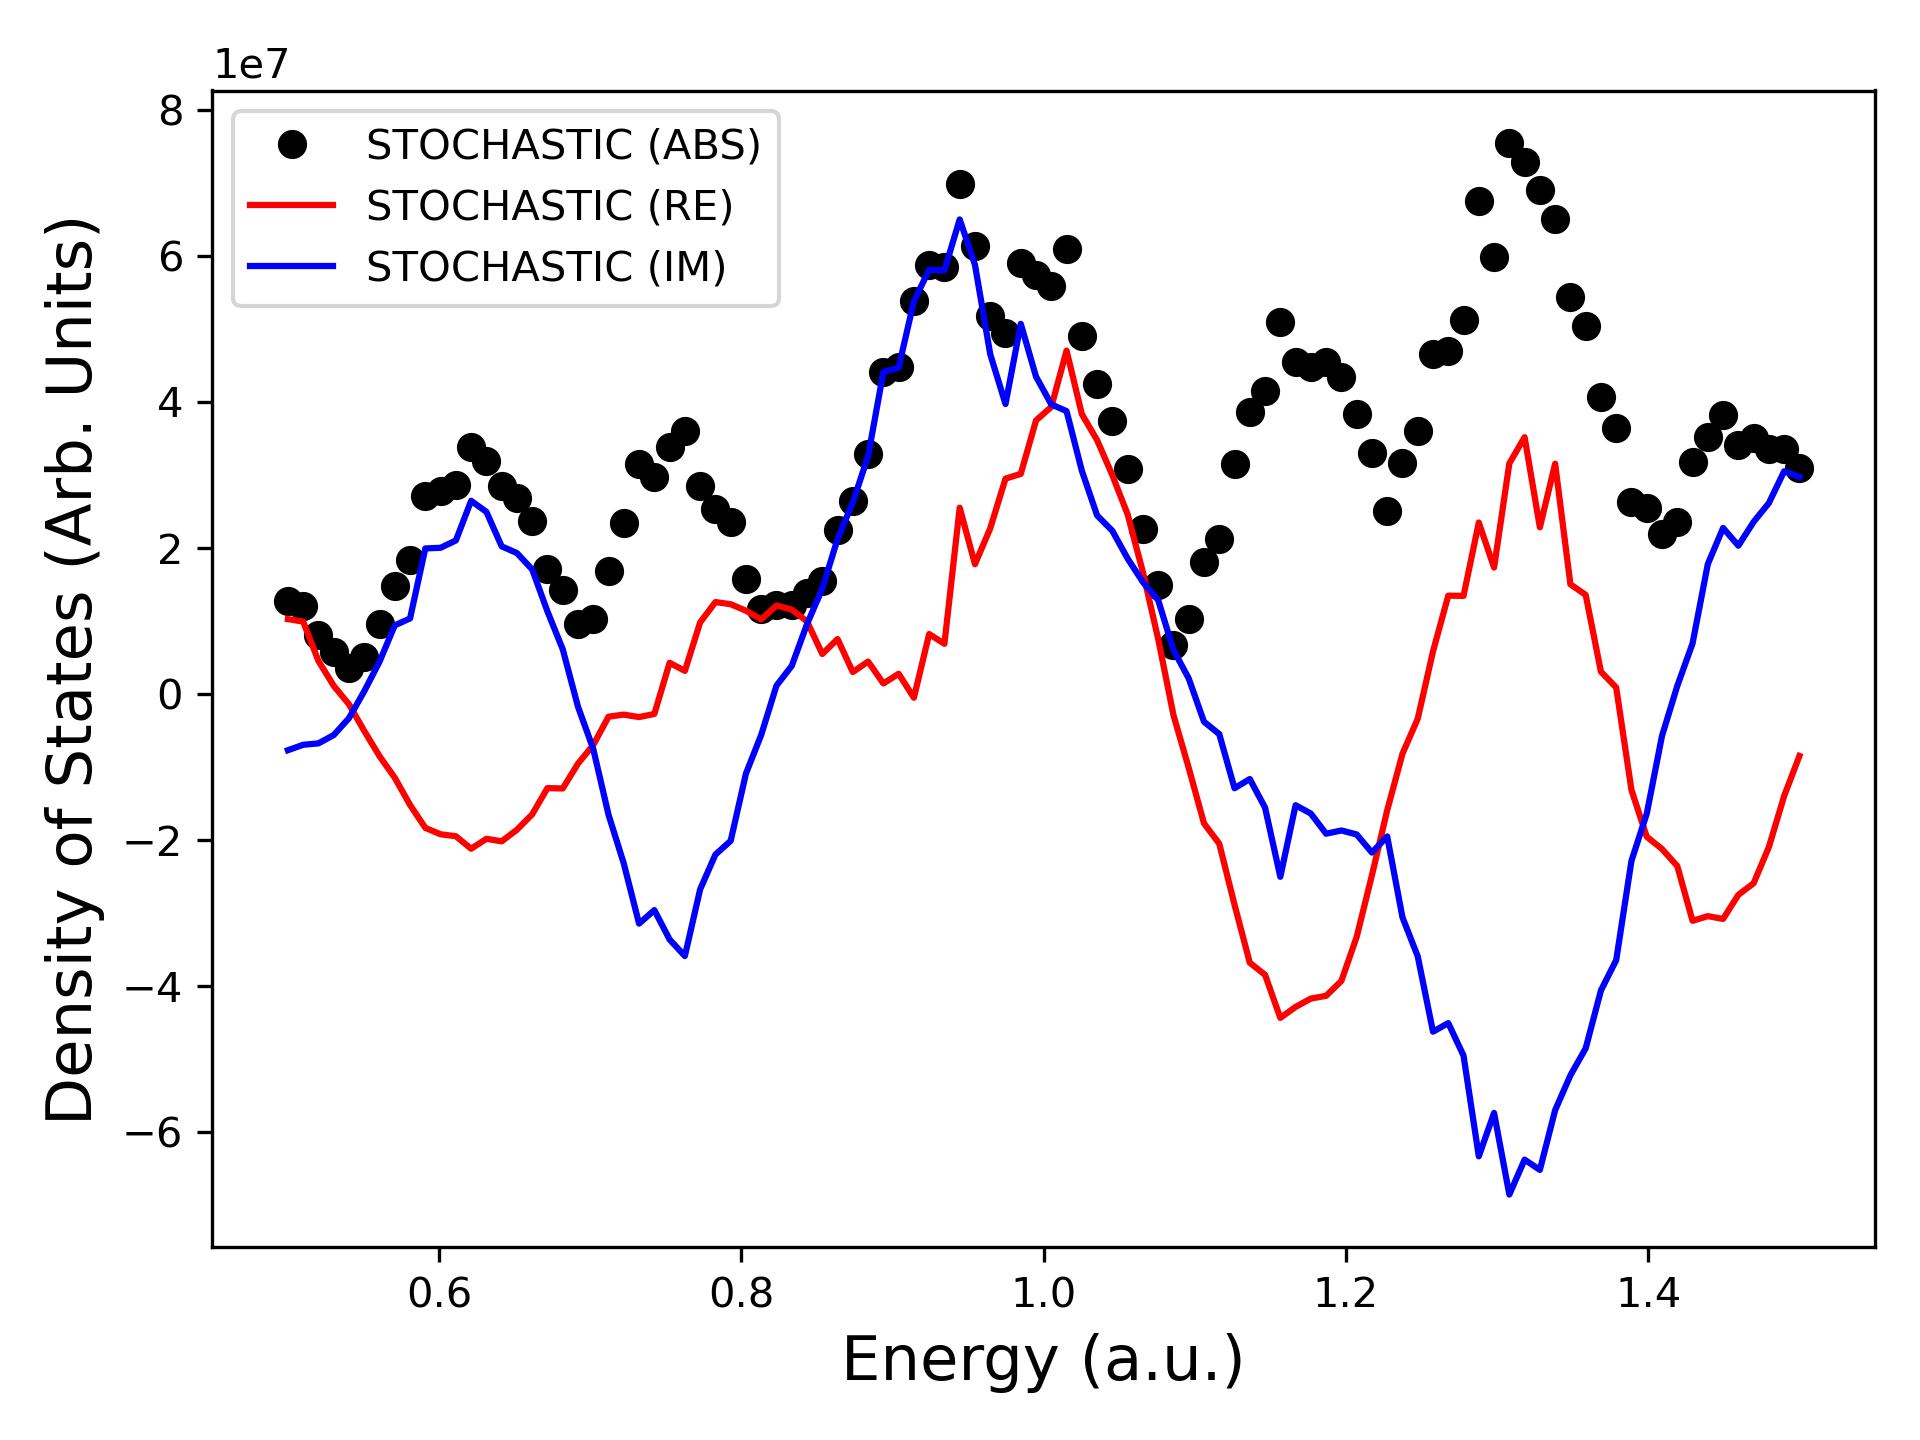 1e7
8
6
4
2
0
−2
−4
−6
Density of States (Arb. Units)
STOCHASTIC (ABS)
STOCHASTIC (RE)
STOCHASTIC (IM)
0.6 0.8 1.0 1.2 1.4
Energy (a.u.)